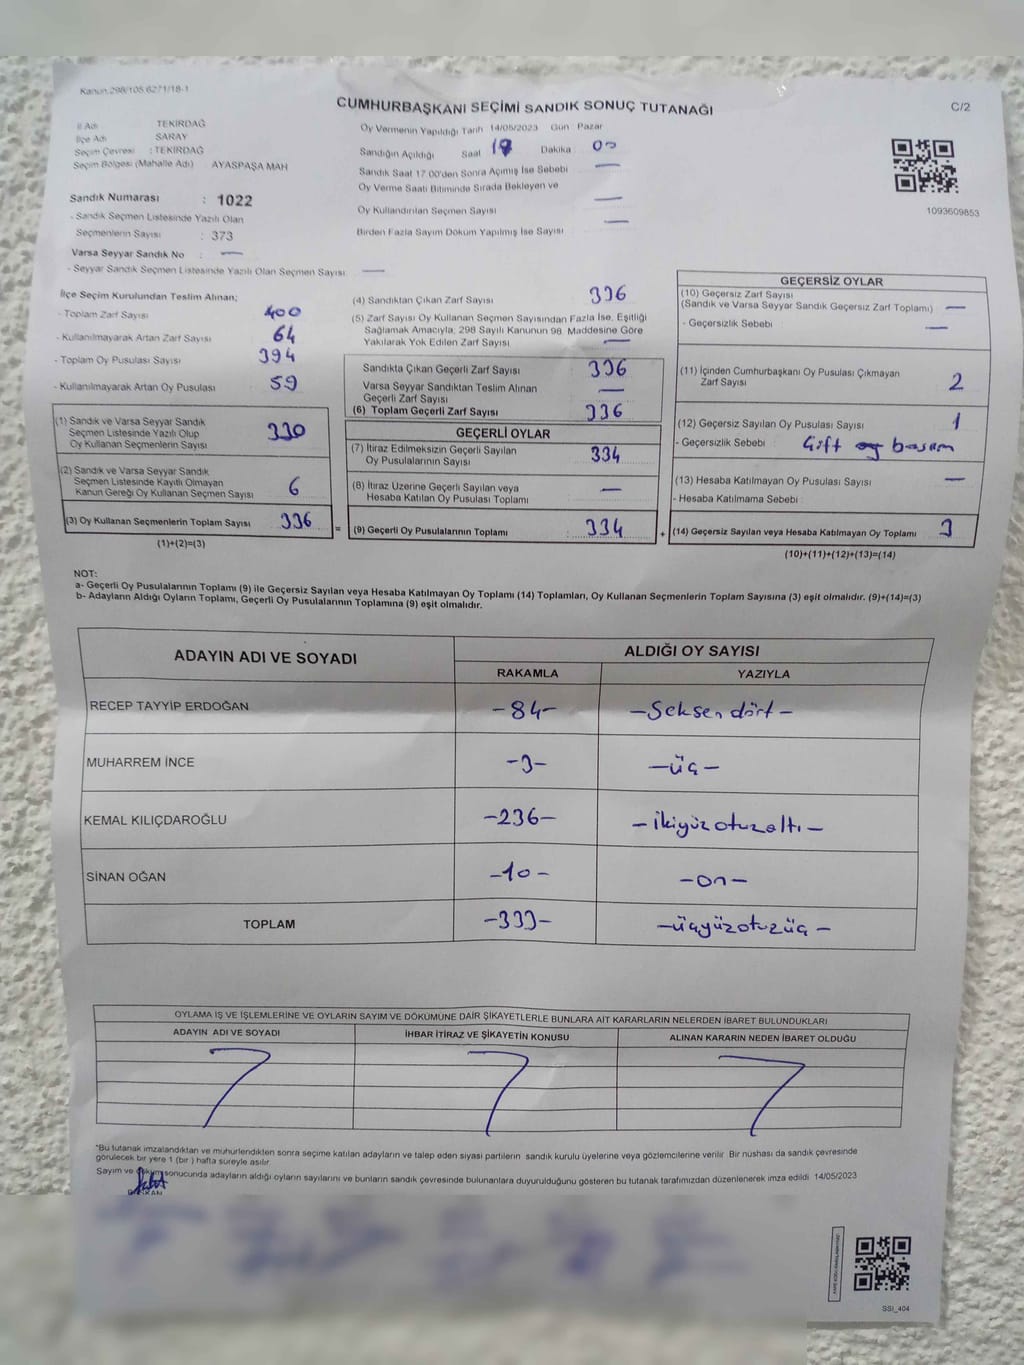 Kanun.298/105.6271/18-1
CUMHURBAŞKANI SEÇİMİ SANDIK SONUÇ TUTANAĞI
C/2
İl Adı TEKİRDAĞ
İlçe Adı SARAY
Seçim Çevresi : TEKİRDAĞ
Seçim Bölgesi (Mahalle Adı) AYASPAŞA MAH
Sandık Numarası : 1022
- Sandık Seçmen Listesinde Yazılı Olan
Seçmenlerin Sayısı : 373
Varsa Seyyar Sandık No : —
- Seyyar Sandık Seçmen Listesinde Yazılı Olan Seçmen Sayısı: —
Oy Vermenin Yapıldığı Tarih 14/05/2023 Gün Pazar
Sandığın Açıldığı Saat Dakika : 00
Sandık Saat 17.00'den Sonra Açımış İse Sebebi —
Oy Verme Saati Bitiminde Sırada Bekleyen ve
Oy Kullandırılan Seçmen Sayısı —
Birden Fazla Sayım Döküm Yapılmış İse Sayısı —
1093609853
İlçe Seçim Kurulundan Teslim Alınan;
- Toplam Zarf Sayısı 400
- Kullanılmayarak Artan Zarf Sayısı 64
- Toplam Oy Pusulası Sayısı 394
- Kullanılmayarak Artan Oy Pusulası 59
(1) Sandık ve Varsa Seyyar Sandık
Seçmen Listesinde Yazılı Olup
Oy Kullanan Seçmenlerin Sayısı 330
(2) Sandık ve Varsa Seyyar Sandık
Seçmen Listesinde Kayıtlı Olmayan
Kanun Gereği Oy Kullanan Seçmen Sayısı 6
(3) Oy Kullanan Seçmenlerin Toplam Sayısı 336
(1)+(2)=(3)
(4) Sandıktan Çıkan Zarf Sayısı 336
(5) Zarf Sayısı Oy Kullanan Seçmen Sayısından Fazla İse, Eşitliği
Sağlamak Amacıyla, 298 Sayılı Kanunun 98. Maddesine Göre
Yakılarak Yok Edilen Zarf Sayısı —
Sandıkta Çıkan Geçerli Zarf Sayısı 336
Varsa Seyyar Sandıktan Teslim Alınan
Geçerli Zarf Sayısı —
(6) Toplam Geçerli Zarf Sayısı 336
GEÇERLİ OYLAR
(7) İtiraz Edilmeksizin Geçerli Sayılan
Oy Pusulalarının Sayısı 334
(8) İtiraz Üzerine Geçerli Sayılan veya
Hesaba Katılan Oy Pusulası Toplamı —
= (9) Geçerli Oy Pusulalarının Toplamı 334
GEÇERSİZ OYLAR
(10) Geçersiz Zarf Sayısı
(Sandık ve Varsa Seyyar Sandık Geçersiz Zarf Toplamı) —
- Geçersizlik Sebebi : —
(11) İçinden Cumhurbaşkanı Oy Pusulası Çıkmayan
Zarf Sayısı 2
(12) Geçersiz Sayılan Oy Pusulası Sayısı 1
- Geçersizlik Sebebi : Çift oy basım
(13) Hesaba Katılmayan Oy Pusulası Sayısı —
- Hesaba Katılmama Sebebi :
+ (14) Geçersiz Sayılan veya Hesaba Katılmayan Oy Toplamı 3
(10)+(11)+(12)+(13)=(14)
NOT:
a- Geçerli Oy Pusulalarının Toplamı (9) ile Geçersiz Sayılan veya Hesaba Katılmayan Oy Toplamı (14) Toplamları, Oy Kullanan Seçmenlerin Toplam Sayısına (3) eşit olmalıdır. (9)+(14)=(3)
b- Adayların Aldığı Oyların Toplamı, Geçerli Oy Pusulalarının Toplamına (9) eşit olmalıdır.
ADAYIN ADI VE SOYADI
ALDIĞI OY SAYISI
RAKAMLA YAZIYLA
RECEP TAYYİP ERDOĞAN -84- -Seksen dört-
MUHARREM İNCE -3- -üç-
KEMAL KILIÇDAROĞLU -236- -ikiyüzotuzaltı-
SİNAN OĞAN -10- -on-
TOPLAM -333- -üçyüzotuzüç-
OYLAMA İŞ VE İŞLEMLERİNE VE OYLARIN SAYIM VE DÖKÜMÜNE DAİR ŞİKAYETLERLE BUNLARA AİT KARARLARIN NELERDEN İBARET BULUNDUKLARI
ADAYIN ADI VE SOYADI İHBAR İTİRAZ VE ŞİKAYETİN KONUSU ALINAN KARARIN NEDEN İBARET OLDUĞU
*Bu tutanak imzalandıktan ve mühürlendikten sonra seçime katılan adayların ve talep eden siyasi partilerin sandık kurulu üyelerine veya gözlemcilerine verilir Bir nüshası da sandık çevresinde
görülecek bir yere 1 (bir) hafta süreyle asılır
Sayım ve döküm sonucunda adayların aldığı oyların sayılarını ve bunların sandık çevresinde bulunanlara duyurulduğunu gösteren bu tutanak tarafımızdan düzenlenerek imza edildi 14/05/2023
BAŞKAN
SSİ_404